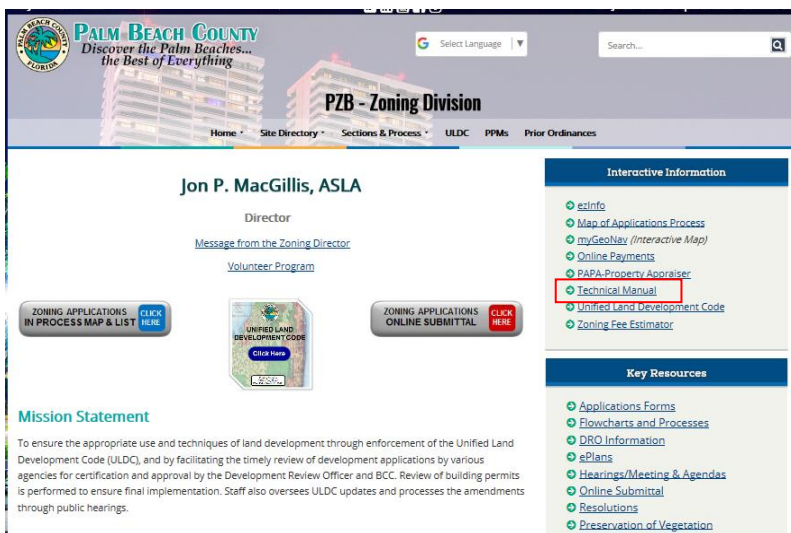 PALM BEACH COUNTY
Discover the Palm Beaches...
the Best of Everything
PALM BEACH COUNTY
FLORIDA
G Select Language ▼
Search...
PZB - Zoning Division
Home Site Directory Sections & Process ULDC PPMs Prior Ordinances
Jon P. MacGillis, ASLA
Director
Message from the Zoning Director
Volunteer Program
ZONING APPLICATIONS
IN PROCESS MAP & LIST
CLICK
HERE
UNIFIED LAND
DEVELOPMENT CODE
Click Here
ZONING APPLICATIONS
ONLINE SUBMITTAL
CLICK
HERE
Mission Statement
To ensure the appropriate use and techniques of land development through enforcement of the Unified Land
Development Code (ULDC), and by facilitating the timely review of development applications by various
agencies for certification and approval by the Development Review Officer and BCC. Review of building permits
is performed to ensure final implementation. Staff also oversees ULDC updates and processes the amendments
through public hearings.
Interactive Information
ezInfo
Map of Applications Process
myGeoNav (Interactive Map)
Online Payments
PAPA-Property Appraiser
Technical Manual
Unified Land Development Code
Zoning Fee Estimator
Key Resources
Applications Forms
Flowcharts and Processes
DRO Information
ePlans
Hearings/Meeting & Agendas
Online Submittal
Resolutions
Preservation of Vegetation